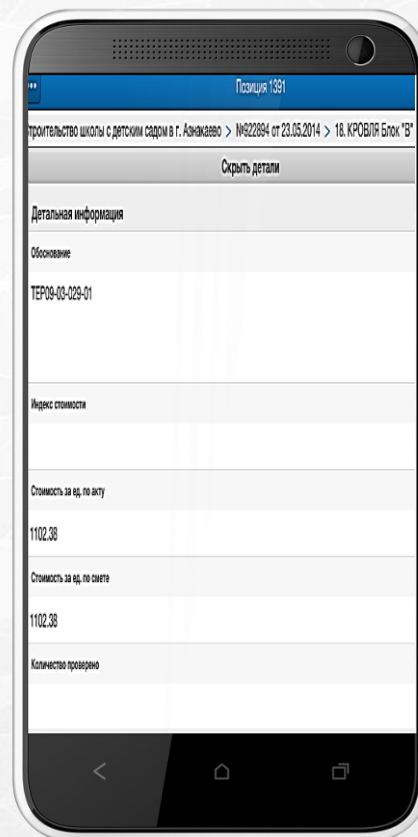 Позиция 1391
троительство школы с детским садом в г. Азнакаево > №922894 от 23.05.2014 > 18. КРОВЛЯ Блок "В"
Скрыть детали
Детальная информация
Обоснование
ТЕР09-03-029-01
Индекс стоимости
Стоимость за ед. по акту
1102.38
Стоимость за ед. по смете
1102.38
Количество проверено